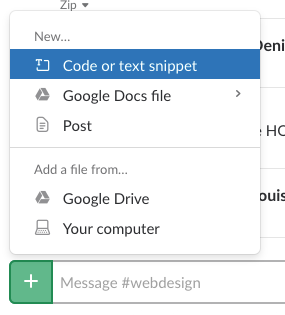 Zip
New...
Deni
Code or text snippet
Google Docs file
Post
e HO
Add a file from...
Google Drive
ouis
Your computer
Message #webdesign